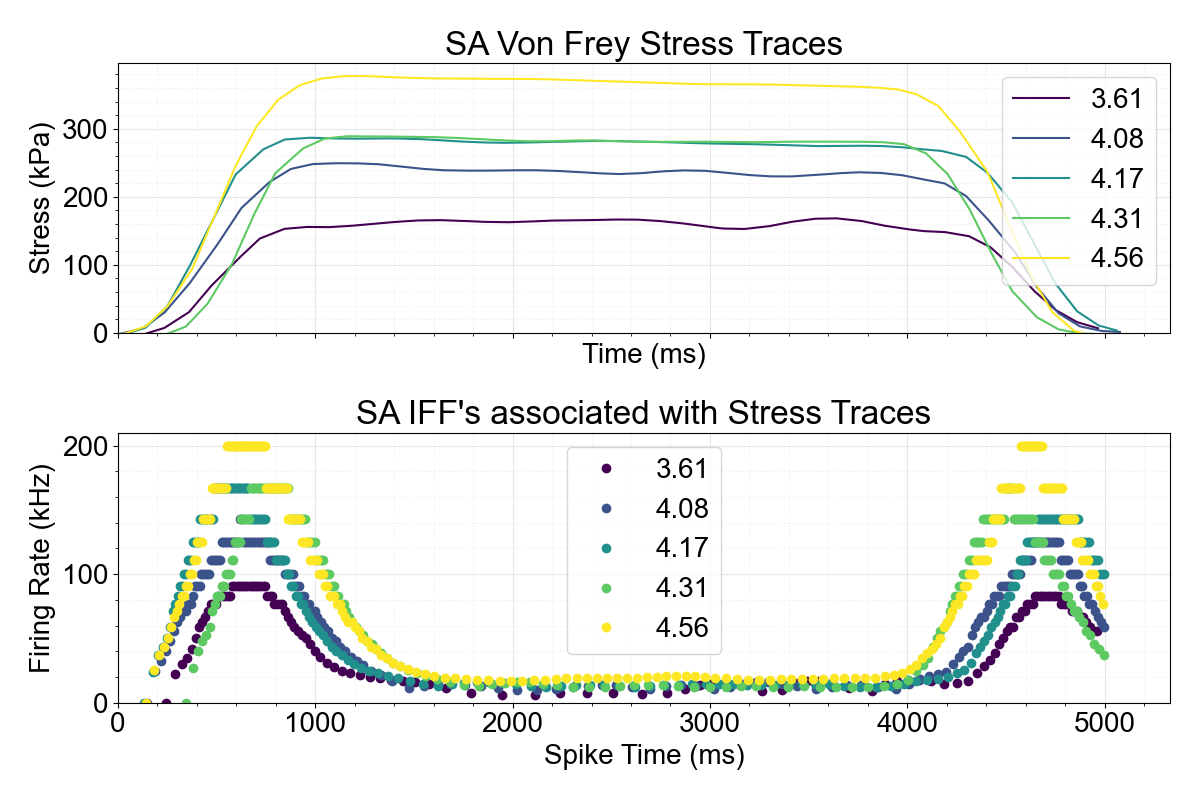 SA Von Frey Stress Traces
Stress (kPa)
300
200
100
0
3.61
4.08
4.17
4.31
4.56
Time (ms)
SA IFF's associated with Stress Traces
Firing Rate (kHz)
200
100
0
3.61
4.08
4.17
4.31
4.56
0 1000 2000 3000 4000 5000
Spike Time (ms)